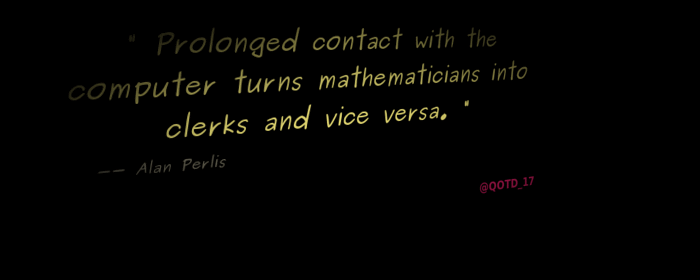 " Prolonged contact with the
computer turns mathematicians into
clerks and vice versa. "
-- Alan Perlis
@QOTD_17